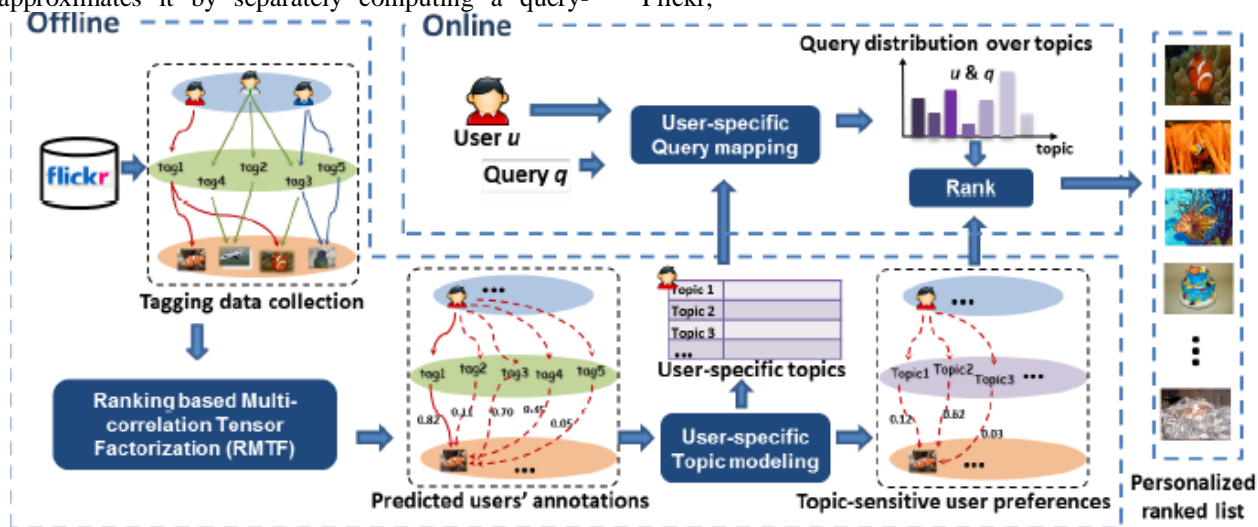 approximates it by separately computing a query-
Flickr,
Offline
Online
Query distribution over topics
u & q
topic
User u
Query q
User-specific
Query mapping
Rank
flickr
tag1
tag2
tag5
tag4
tag3
Tagging data collection
Ranking based Multi-
correlation Tensor
Factorization (RMTF)
...
tag1 tag2 tag3 tag4 tag5
0.82 0.11 0.70 0.45 0.05
...
Predicted users' annotations
Topic 1
Topic 2
Topic 3
...
User-specific topics
User-specific
Topic modeling
...
Topic1 Topic2 Topic3 ...
0.12 0.62 0.03
...
Topic-sensitive user preferences
Personalized
ranked list